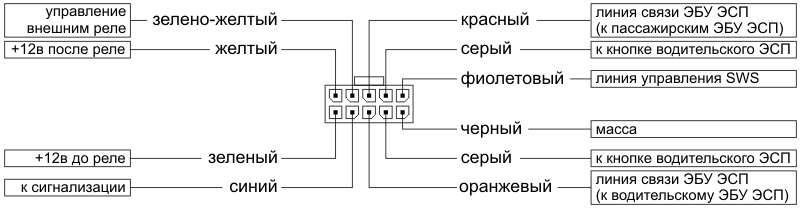 управление
внешним реле
зелено-желтый
+12в после реле
желтый
красный
линия связи ЭБУ ЭСП
(к пассажирским ЭБУ ЭСП)
серый
к кнопке водительского ЭСП
фиолетовый
линия управления SWS
черный
масса
+12в до реле
зеленый
серый
к кнопке водительского ЭСП
к сигнализации
синий
оранжевый
линия связи ЭБУ ЭСП
(к водительскому ЭБУ ЭСП)